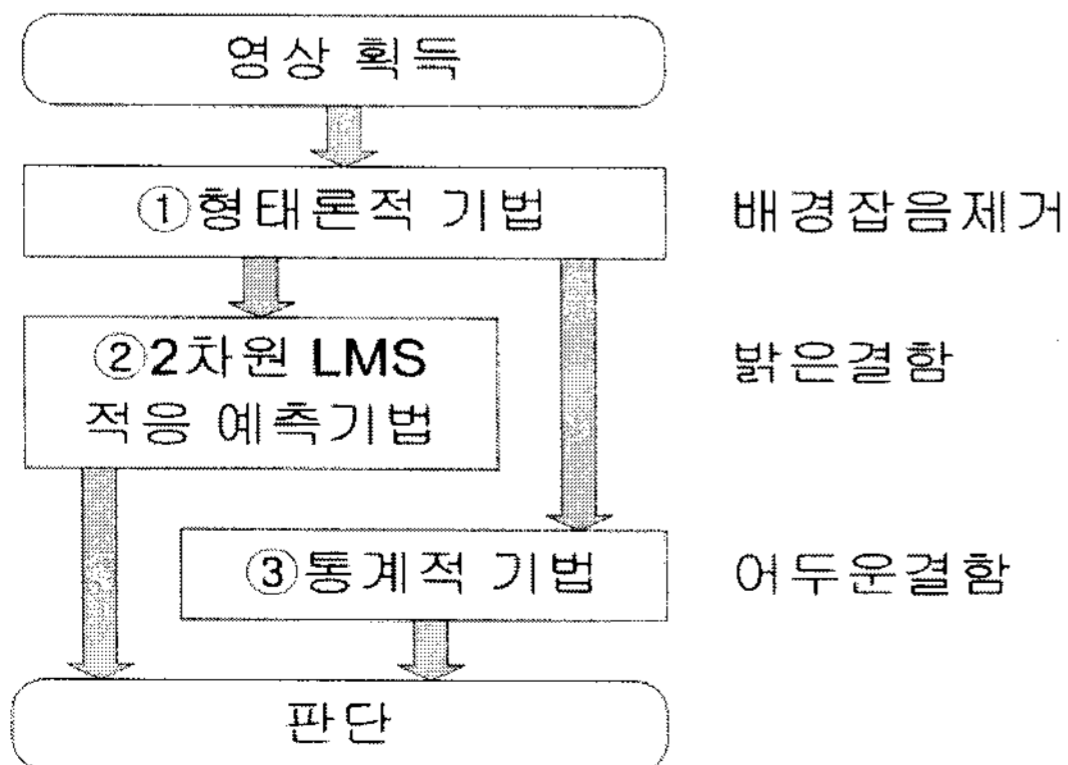 영상 획득
①형태론적 기법
배경잡음제거
②2차원 LMS
적응 예측기법
밝은결함
③통계적 기법
어두운결함
판단